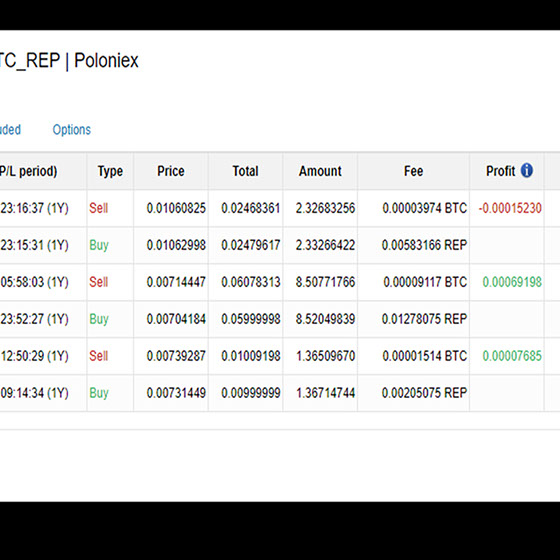 TC_REP | Poloniex
uded Options
P/L period) Type Price Total Amount Fee Profit i
23:16:37 (1Y) Sell 0.01060825 0.02468361 2.32683256 0.00003974 BTC -0.00015230
23:15:31 (1Y) Buy 0.01062998 0.02479617 2.33266422 0.00583166 REP
05:58:03 (1Y) Sell 0.00714447 0.06078313 8.50771766 0.00009117 BTC 0.00069198
23:52:27 (1Y) Buy 0.00704184 0.05999998 8.52049839 0.01278075 REP
12:50:29 (1Y) Sell 0.00739287 0.01009198 1.36509670 0.00001514 BTC 0.00007685
09:14:34 (1Y) Buy 0.00731449 0.00999999 1.36714744 0.00205075 REP